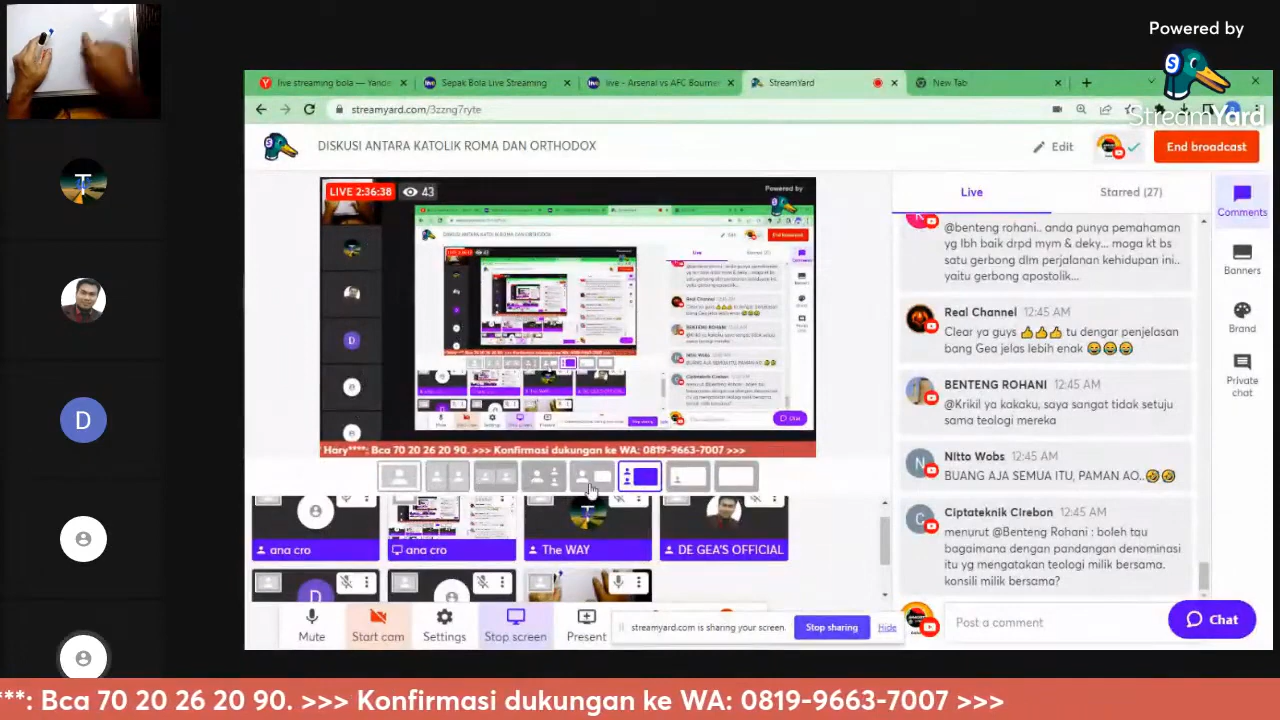 Powered by
StreamYard
live streaming bola — Yande
Sepak Bola Live Streaming
live - Arsenal vs AFC Bourne
StreamYard
New Tab
streamyard.com/3zzng7ryte
DISKUSI ANTARA KATOLIK ROMA DAN ORTHODOX
Edit
End broadcast
LIVE 2:36:38
43
Powered by
Hary****: Bca 70 20 26 20 90. >>> Konfirmasi dukungan ke WA: 0819-9663-7007 >>>
Live
Starred (27)
@benteng rohani.. anda punya pemahaman
yg lbh baik drpd mym & deky... moga kt bs
satu gerbong dlm perjalanan kehidupan ini...
yaitu gerbong apostolik...
Real Channel 12:45 AM
Clear ya guys 👍👍👍 tu dengar penjelasan
bang Gea jelas lebih enak 😂😂😂
BENTENG ROHANI 12:45 AM
@Krikil ya kakaku, saya sangat tidak setuju
sama teologi mereka
Nitto Wobs 12:45 AM
BUANG AJA SEMUA ITU, PAMAN AO..🤣🤣
Ciptateknik Cirebon 12:45 AM
menurut @Benteng Rohani : boleh tau
bagaimana dengan pandangan denominasi
itu yg mengatakan teologi milik bersama.
konsili milik bersama?
Post a comment
Chat
Comments
Banners
Brand
Private
chat
ana cro
ana cro
The WAY
DE GEA'S OFFICIAL
T
D
D
Mute
Start cam
Settings
Stop screen
Present
streamyard.com is sharing your screen.
Stop sharing
Hide
***: Bca 70 20 26 20 90. >>> Konfirmasi dukungan ke WA: 0819-9663-7007 >>>